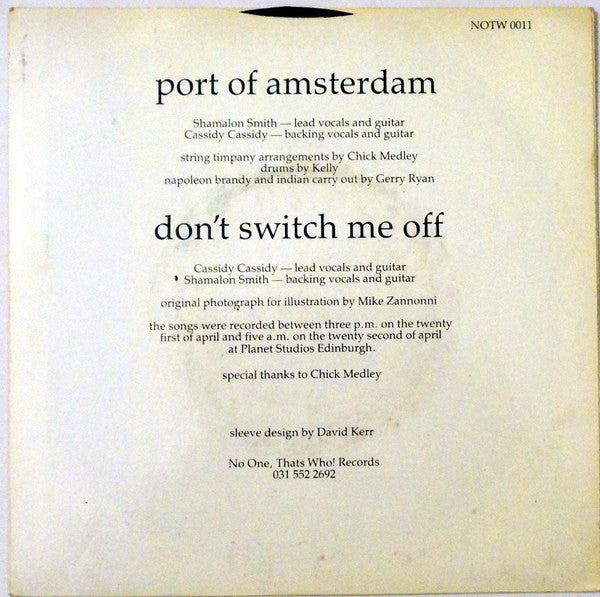 NOTW 0011
port of amsterdam
Shamalon Smith — lead vocals and guitar
Cassidy Cassidy — backing vocals and guitar
string timpany arrangements by Chick Medley
drums by Kelly
napoleon brandy and indian carry out by Gerry Ryan
don't switch me off
Cassidy Cassidy — lead vocals and guitar
Shamalon Smith — backing vocals and guitar
original photograph for illustration by Mike Zannonni
the songs were recorded between three p.m. on the twenty
first of april and five a.m. on the twenty second of april
at Planet Studios Edinburgh.
special thanks to Chick Medley
sleeve design by David Kerr
No One, Thats Who! Records
031 552 2692